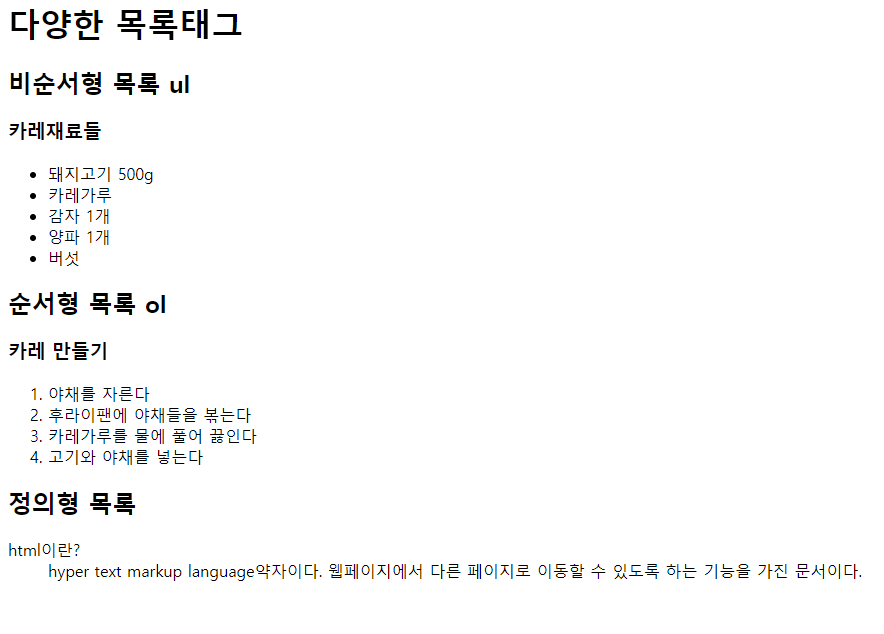 다양한 목록태그
비순서형 목록 ul
카레재료들
• 돼지고기 500g
• 카레가루
• 감자 1개
• 양파 1개
• 버섯
순서형 목록 ol
카레 만들기
1. 야채를 자른다
2. 후라이팬에 야채들을 볶는다
3. 카레가루를 물에 풀어 끓인다
4. 고기와 야채를 넣는다
정의형 목록
html이란?
hyper text markup language약자이다. 웹페이지에서 다른 페이지로 이동할 수 있도록 하는 기능을 가진 문서이다.